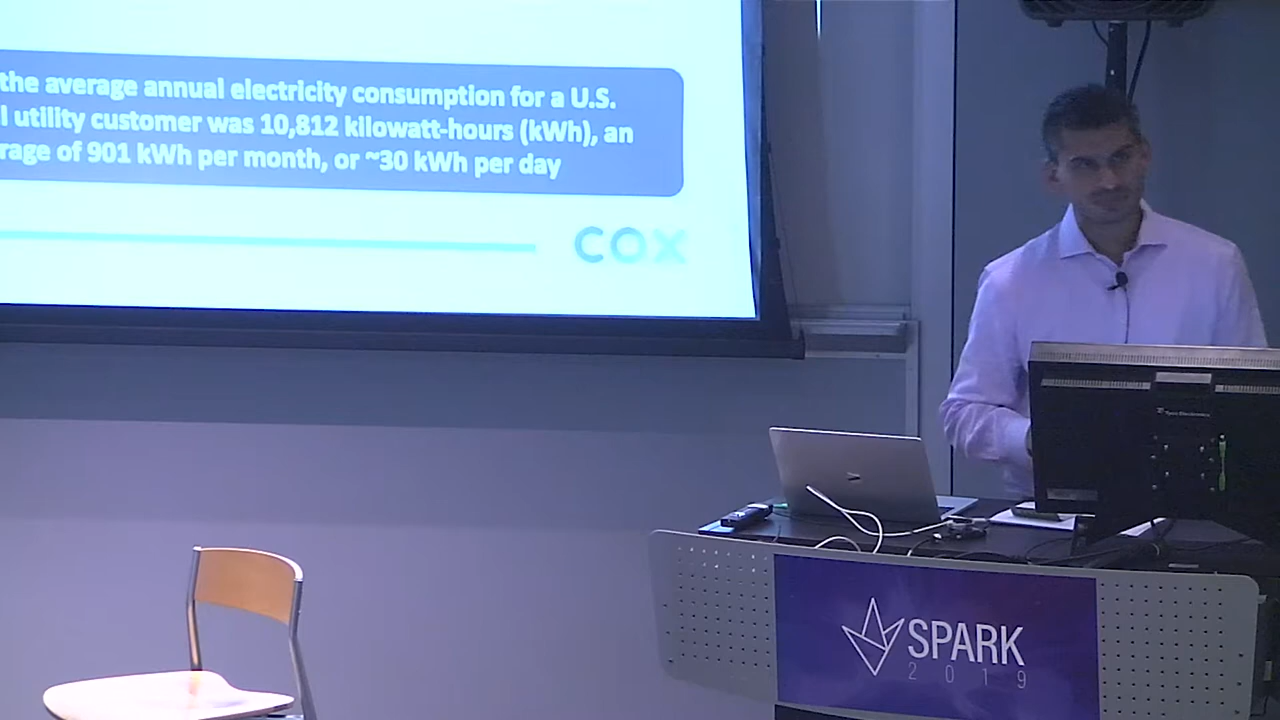 the average annual electricity consumption for a U.S.
l utility customer was 10,812 kilowatt-hours (kWh), an
rage of 901 kWh per month, or ~30 kWh per day
COX
SPARK
2019